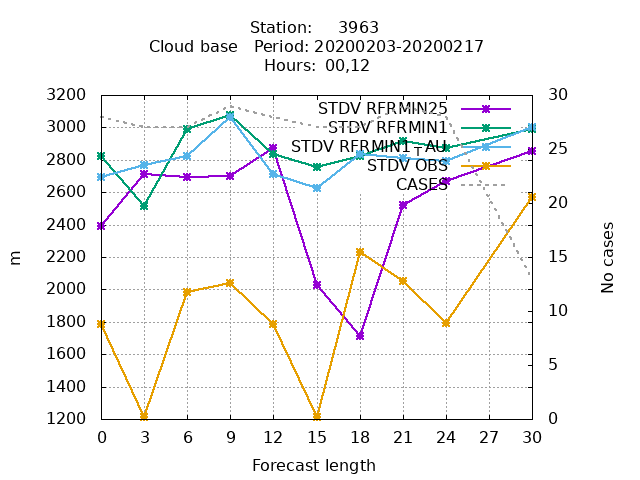 Station: 3963
Cloud base Period: 20200203-20200217
Hours: 00,12
3200 30
3000 STDV RFRMIN25
STDV RFRMIN1
2800 STDV RFRMIN1+AU 25
STDV OBS
2600 CASES
2400 20
2200 15
2000
1800 10
1600 5
1400
1200 0
m
No cases
0 3 6 9 12 15 18 21 24 27 30
Forecast length